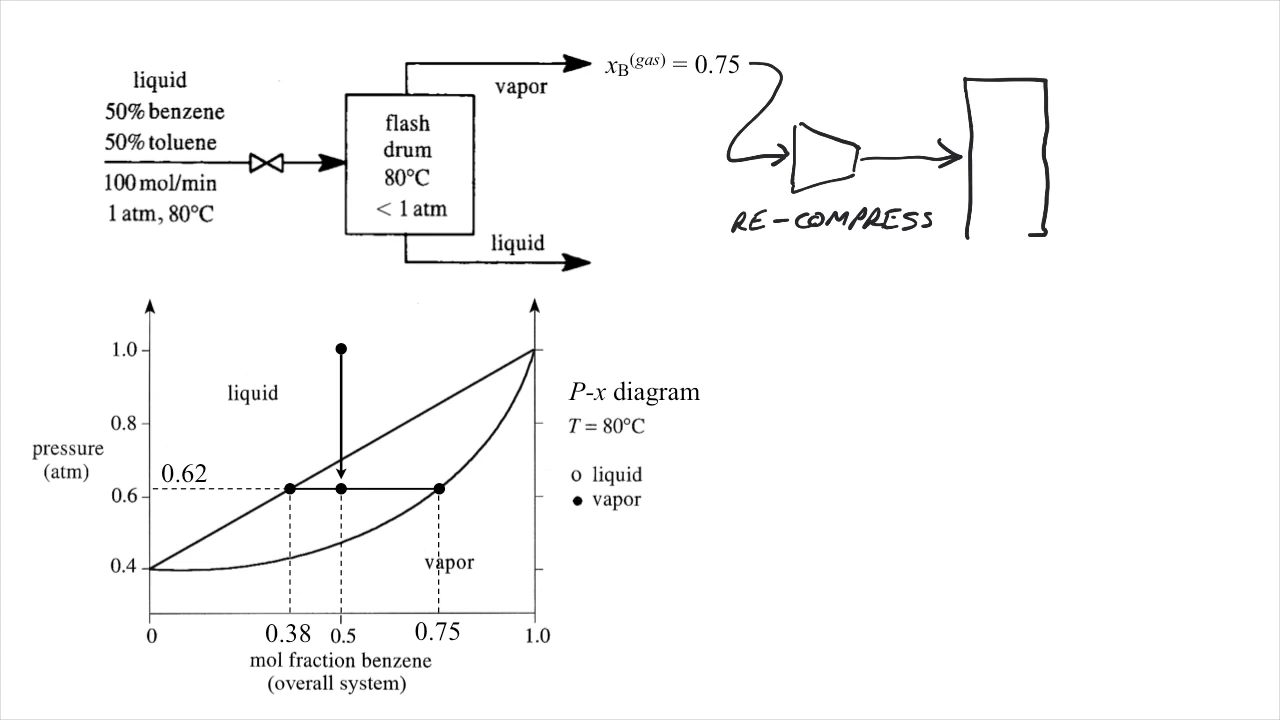 liquid
50% benzene
50% toluene
100 mol/min
1 atm, 80°C
flash
drum
80°C
< 1 atm
vapor
liquid
x_B^(gas) = 0.75
RE-COMPRESS
pressure
(atm)
1.0
0.8
0.6
0.4
0.62
liquid
vapor
0
0.38
0.5
0.75
1.0
mol fraction benzene
(overall system)
P-x diagram
T = 80°C
liquid
vapor